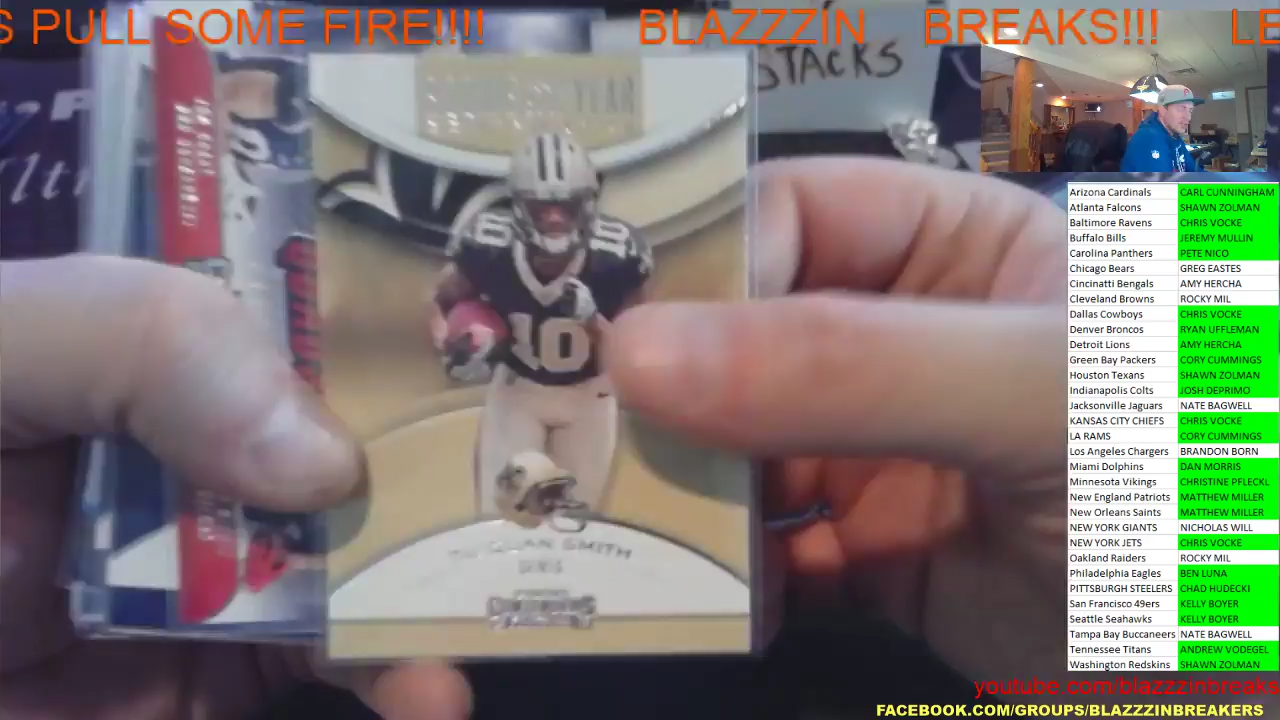 S PULL SOME FIRE!!!! BLAZZZIN BREAKS!!! LE
STACKS
YEAR
10 10
10
SMITH
SAINTS
CONTENDERS
Arizona Cardinals CARL CUNNINGHAM
Atlanta Falcons SHAWN ZOLMAN
Baltimore Ravens CHRIS VOCKE
Buffalo Bills JEREMY MULLIN
Carolina Panthers PETE NICO
Chicago Bears GREG EASTES
Cincinatti Bengals AMY HERCHA
Cleveland Browns ROCKY MIL
Dallas Cowboys CHRIS VOCKE
Denver Broncos RYAN UFFLEMAN
Detroit Lions AMY HERCHA
Green Bay Packers CORY CUMMINGS
Houston Texans SHAWN ZOLMAN
Indianapolis Colts JOSH DEPRIMO
Jacksonville Jaguars NATE BAGWELL
KANSAS CITY CHIEFS CHRIS VOCKE
LA RAMS CORY CUMMINGS
Los Angeles Chargers BRANDON BORN
Miami Dolphins DAN MORRIS
Minnesota Vikings CHRISTINE PFLECKL
New England Patriots MATTHEW MILLER
New Orleans Saints MATTHEW MILLER
NEW YORK GIANTS NICHOLAS WILL
NEW YORK JETS CHRIS VOCKE
Oakland Raiders ROCKY MIL
Philadelphia Eagles BEN LUNA
PITTSBURGH STEELERS CHAD HUDECKI
San Francisco 49ers KELLY BOYER
Seattle Seahawks KELLY BOYER
Tampa Bay Buccaneers NATE BAGWELL
Tennessee Titans ANDREW VODEGEL
Washington Redskins SHAWN ZOLMAN
youtube.com/blazzzinbreaks
FACEBOOK.COM/GROUPS/BLAZZZINBREAKERS